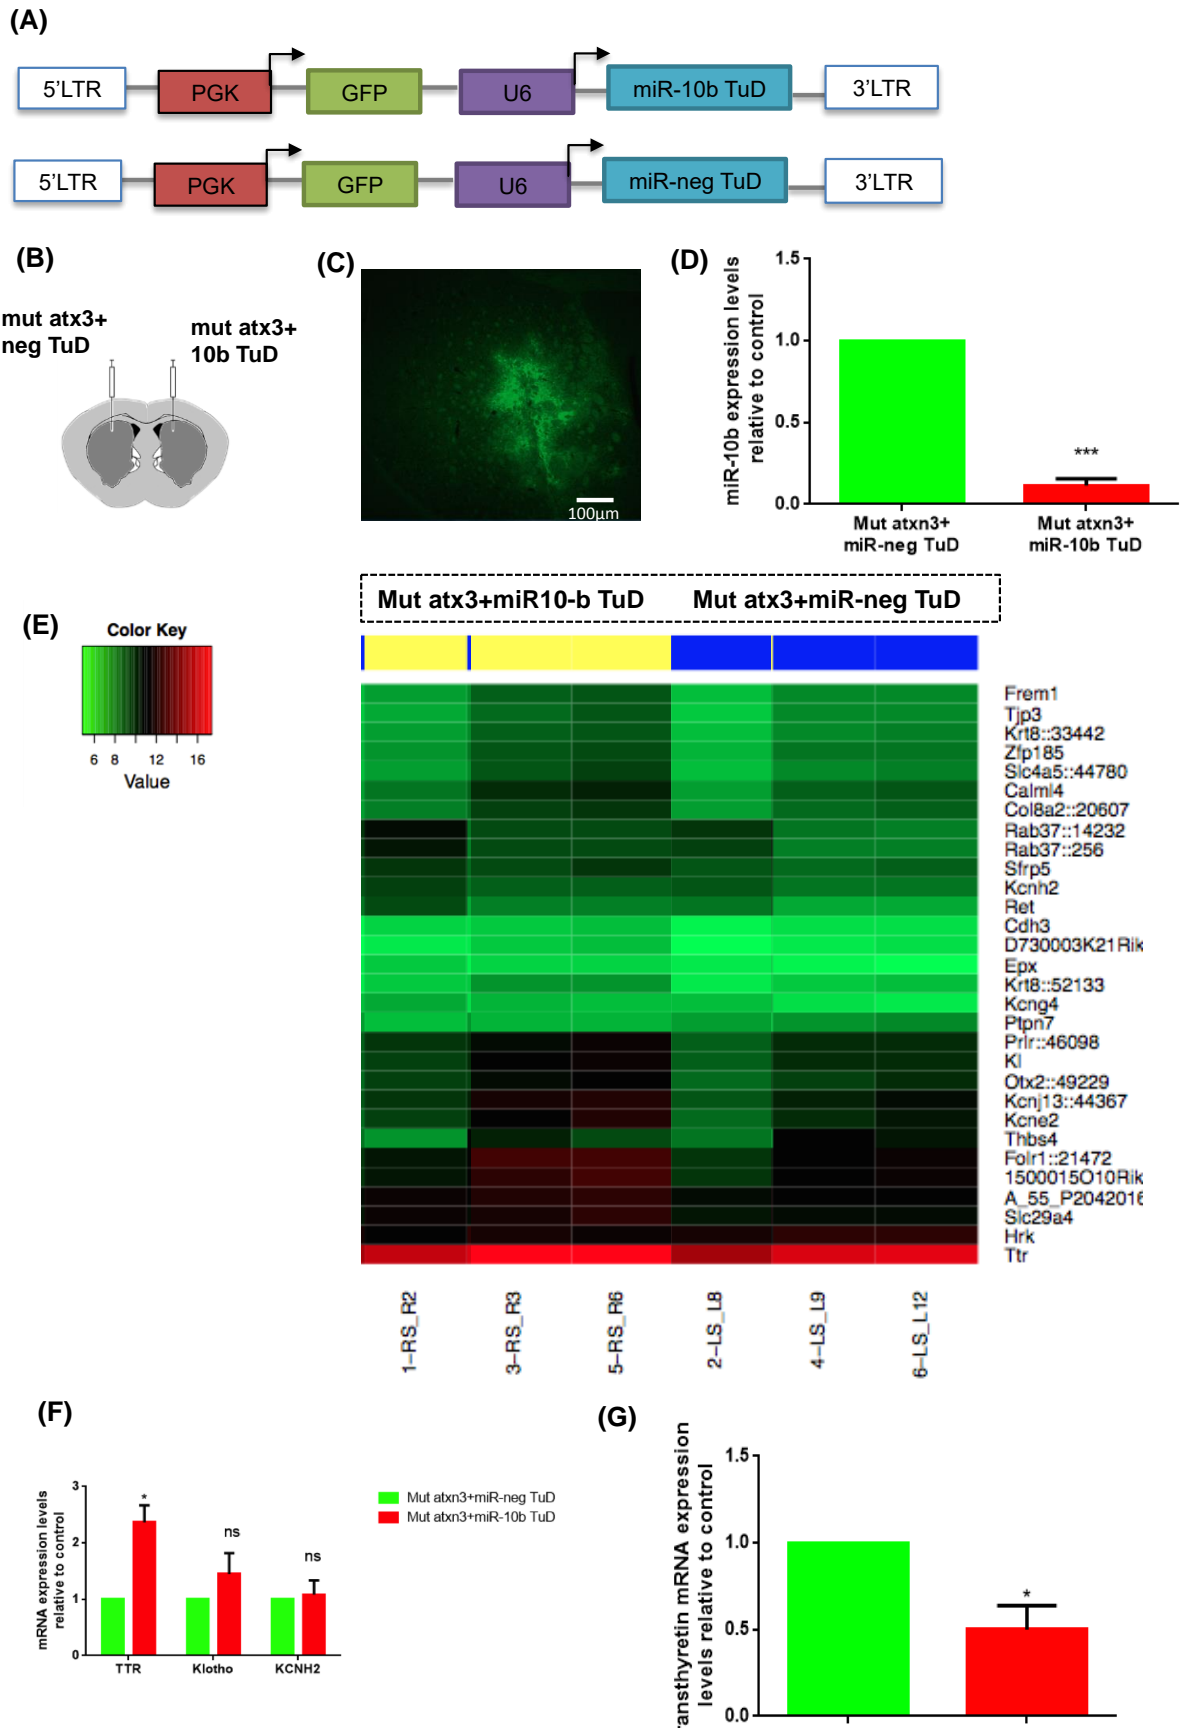 (A)
5'LTR PGK GFP U6 miR-10b TuD 3'LTR
5'LTR PGK GFP U6 miR-neg TuD 3'LTR
(B)
mut atx3+
neg TuD
mut atx3+
10b TuD
(C)
100µm
(D)
miR-10b expression levels
relative to control
1.5
1.0
0.5
0.0
***
Mut atxn3+
miR-neg TuD
Mut atxn3+
miR-10b TuD
(E)
Color Key
6 8 12 16
Value
Mut atx3+miR10-b TuD Mut atx3+miR-neg TuD
Frem1
Tjp3
Krt8::33442
Zfp185
Slc4a5::44780
Calml4
Col8a2::20607
Rab37::14232
Rab37::256
Sfrp5
Kcnh2
Ret
Cdh3
D730003K21Rik
Epx
Krt8::52133
Kcng4
Ptpn7
Prlr::46098
Kl
Otx2::49229
Kcnj13::44367
Kcne2
Thbs4
Folr1::21472
1500015O10Rik
A_55_P2042016
Slc29a4
Hrk
Ttr
1-RS_R2
3-RS_R3
5-RS_R6
2-LS_L8
4-LS_L9
6-LS_L12
(F)
mRNA expression levels
relative to control
3
2
1
0
*
ns
ns
TTR Klotho KCNH2
Mut atxn3+miR-neg TuD
Mut atxn3+miR-10b TuD
(G)
ransthyretin mRNA expression
levels relative to control
1.5
1.0
0.5
0.0
*